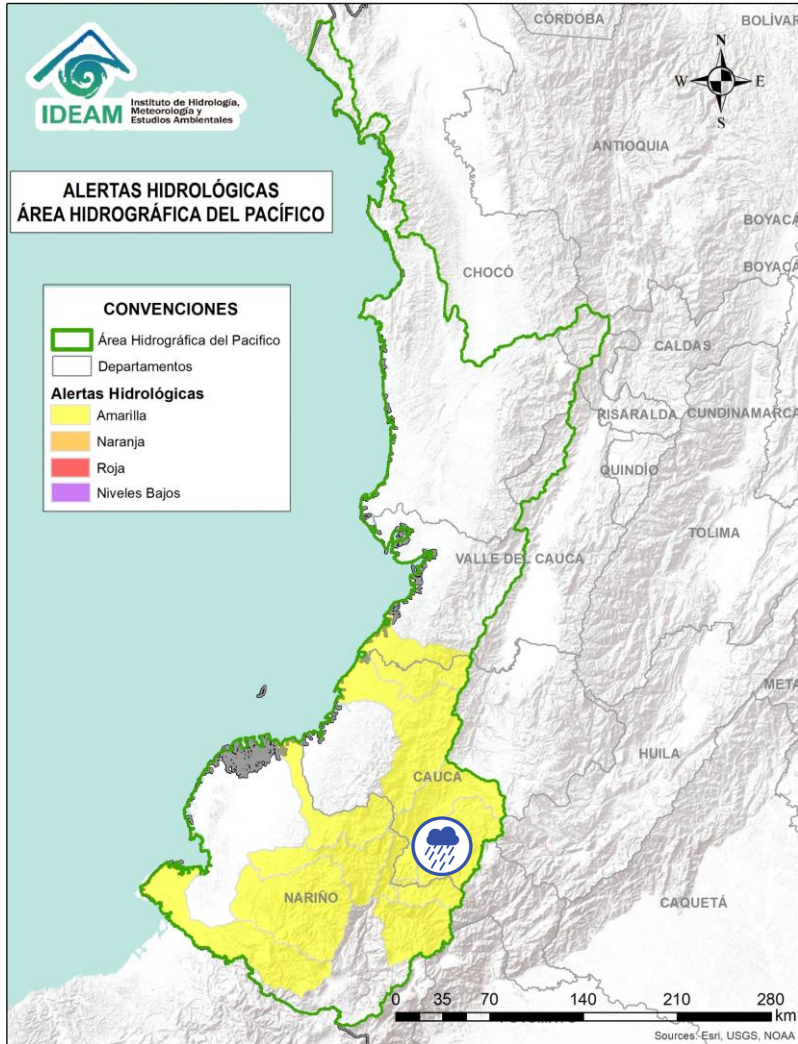 CÓRDOBA
BOLÍVAR
IDEAM
Instituto de Hidrología,
Meteorología y
Estudios Ambientales
N
W
E
S
ANTIOQUIA
ALERTAS HIDROLÓGICAS
ÁREA HIDROGRÁFICA DEL PACÍFICO
BOYACÁ
BOYACÁ
CHOCÓ
CONVENCIONES
Área Hidrográfica del Pacífico
Departamentos
Alertas Hidrológicas
Amarilla
Naranja
Roja
Niveles Bajos
CALDAS
RISARALDA
CUNDINAMARCA
QUINDÍO
TOLIMA
VALLE DEL CAUCA
META
HUILA
CAUCA
NARIÑO
CAQUETÁ
0 35 70 140 210 280
km
Sources: Esri, USGS, NOAA